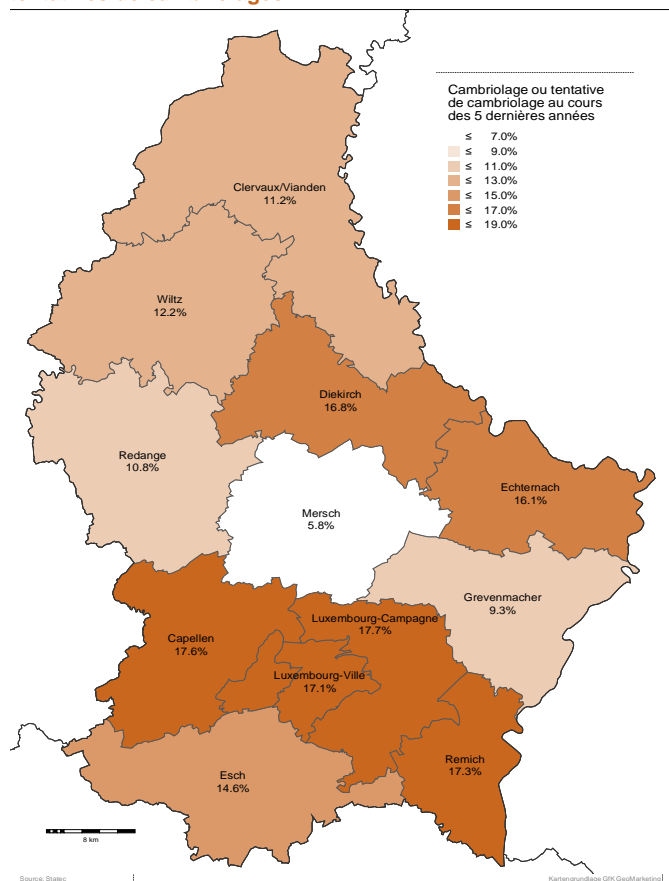 Cambriolage ou tentative
de cambriolage au cours
des 5 dernières années
≤ 7.0%
≤ 9.0%
≤ 11.0%
≤ 13.0%
≤ 15.0%
≤ 17.0%
≤ 19.0%
Clervaux/Vianden
11.2%
Wiltz
12.2%
Diekirch
16.8%
Redange
10.8%
Echternach
16.1%
Mersch
5.8%
Grevenmacher
9.3%
Luxembourg-Campagne
17.7%
Capellen
17.6%
Luxembourg-Ville
17.1%
Remich
17.3%
Esch
14.6%
8 km
Source: Statec
Kartengrundlage GfK GeoMarketing